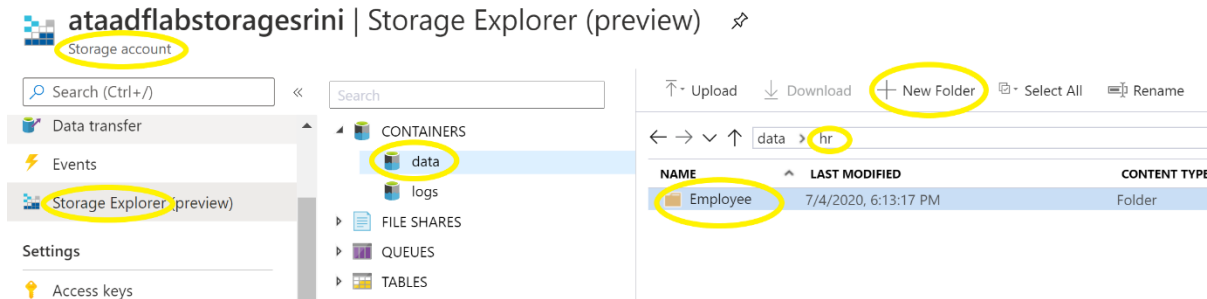 ataadflabstoragesrini | Storage Explorer (preview)
Storage account
Search (Ctrl+/)
«
Data transfer
Events
Storage Explorer (preview)
Settings
Access keys
Search
CONTAINERS
data
logs
FILE SHARES
QUEUES
TABLES
Upload Download New Folder Select All Rename
data > hr
NAME LAST MODIFIED CONTENT TYPE
Employee 7/4/2020, 6:13:17 PM Folder